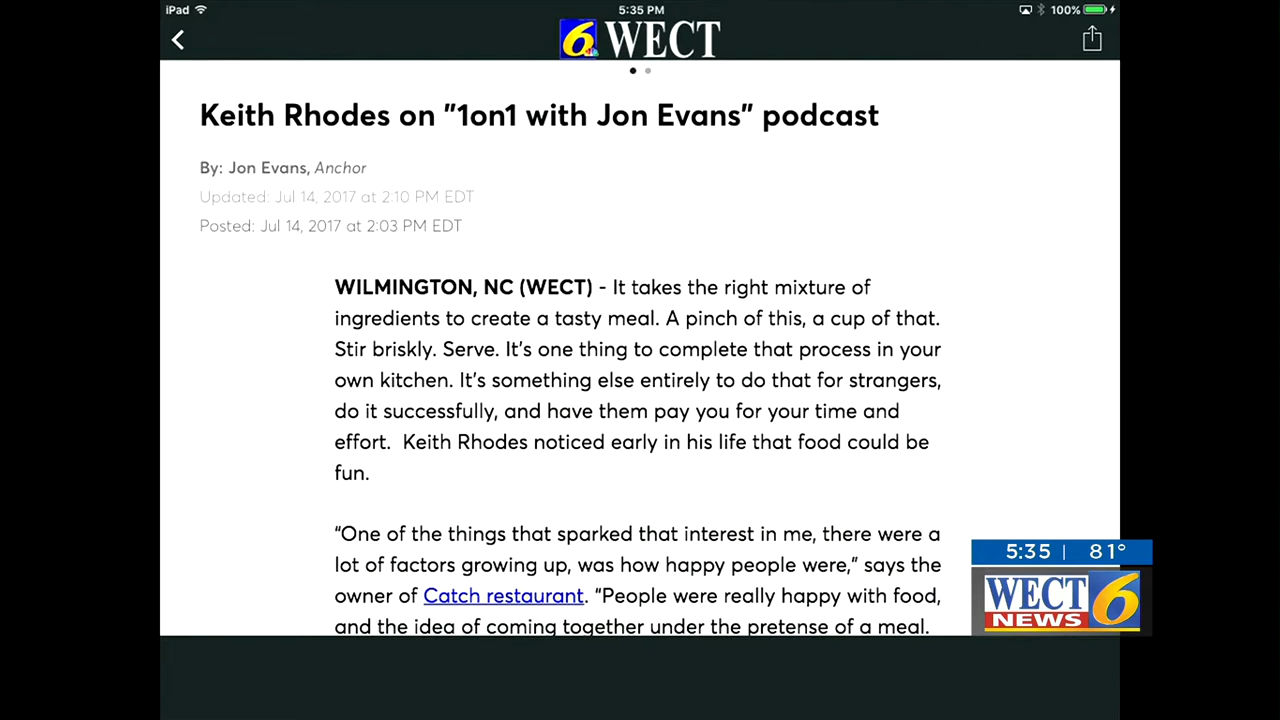 iPad 5:35 PM 100%
6 WECT
Keith Rhodes on "1on1 with Jon Evans" podcast
By: Jon Evans, Anchor
Updated: Jul 14, 2017 at 2:10 PM EDT
Posted: Jul 14, 2017 at 2:03 PM EDT
WILMINGTON, NC (WECT) - It takes the right mixture of
ingredients to create a tasty meal. A pinch of this, a cup of that.
Stir briskly. Serve. It's one thing to complete that process in your
own kitchen. It's something else entirely to do that for strangers,
do it successfully, and have them pay you for your time and
effort.  Keith Rhodes noticed early in his life that food could be
fun.
“One of the things that sparked that interest in me, there were a
lot of factors growing up, was how happy people were,” says the
owner of Catch restaurant. “People were really happy with food,
and the idea of coming together under the pretense of a meal.
5:35 | 81°
WECT 6
NEWS